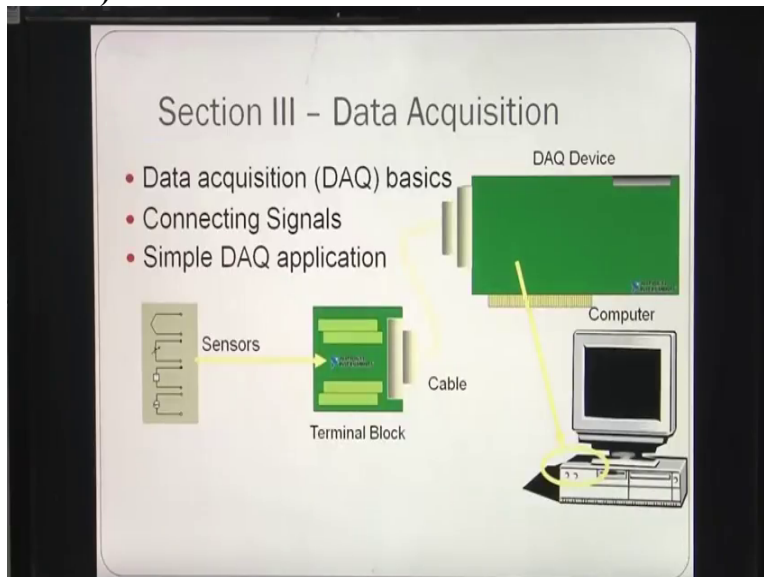 Section III – Data Acquisition
• Data acquisition (DAQ) basics
• Connecting Signals
• Simple DAQ application
DAQ Device
Computer
Sensors
Cable
Terminal Block